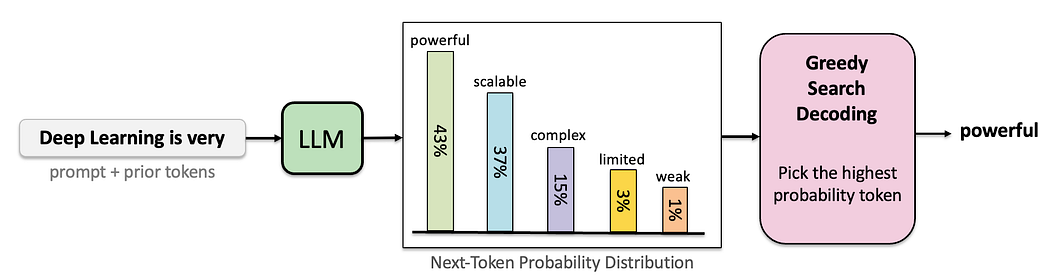 Deep Learning is very
prompt + prior tokens
LLM
powerful
43%
scalable
37%
complex
15%
limited
3%
weak
1%
Next-Token Probability Distribution
Greedy
Search
Decoding
Pick the highest
probability token
powerful